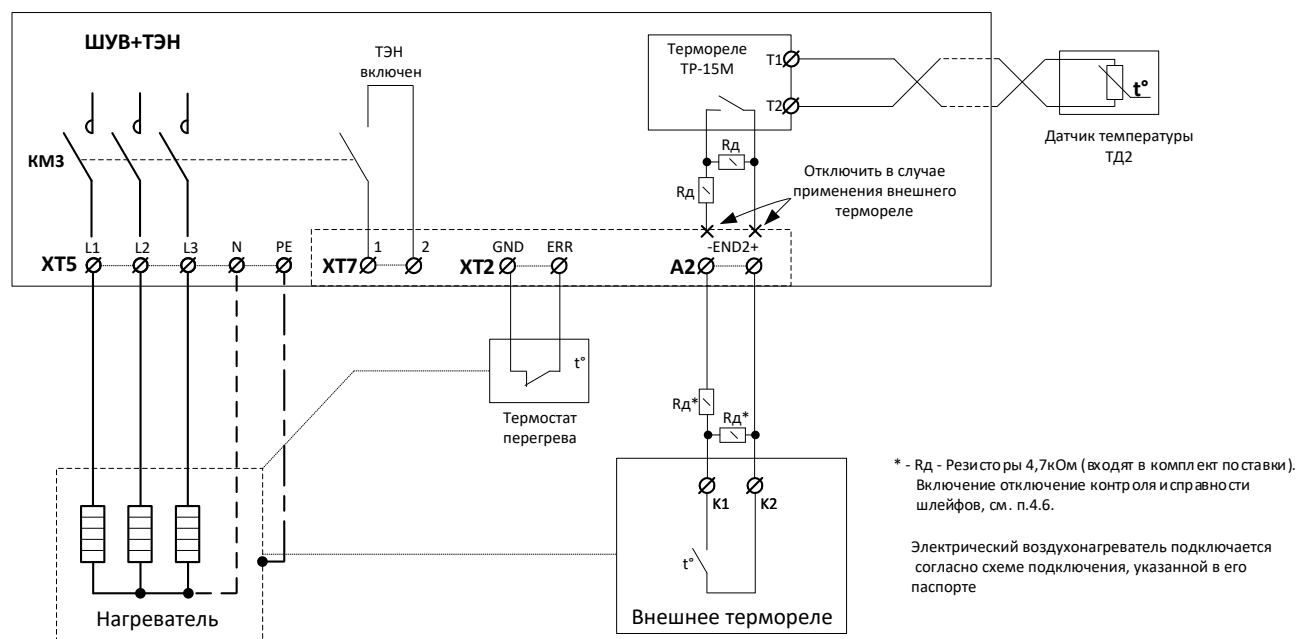 ШУВ+ТЭН
ТЭН
включен
Термореле
ТР-15М
T1
T2
t°
Датчик температуры
ТД2
КМ3
Rд
Rд
Отключить в случае
применения внешнего
термореле
L1 L2 L3 N PE
XT5
1 2
XT7
GND ERR
XT2
-END2+
A2
t°
Термостат
перегрева
Rд*
Rд*
K1 K2
t°
Нагреватель
Внешнее термореле
* - Rд - Резисторы 4,7кОм (входят в комплект поставки).
Включение отключение контроля исправности
шлейфов, см. п.4.6.
Электрический воздухонагреватель подключается
согласно схеме подключения, указанной в его
паспорте